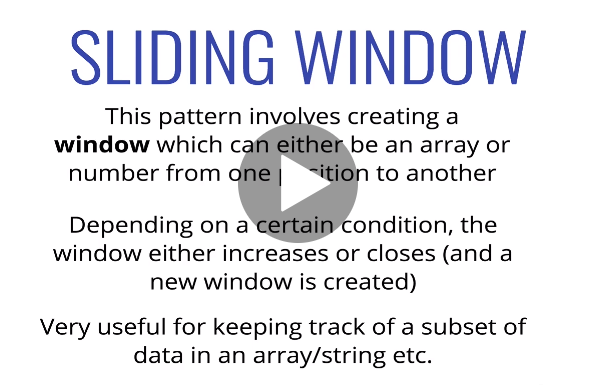 SLIDING WINDOW
This pattern involves creating a
window which can either be an array or
number from one to another
Depending on a certain condition, the
window either increases or closes (and a
new window is created)
Very useful for keeping track of a subset of
data in an array/string etc.